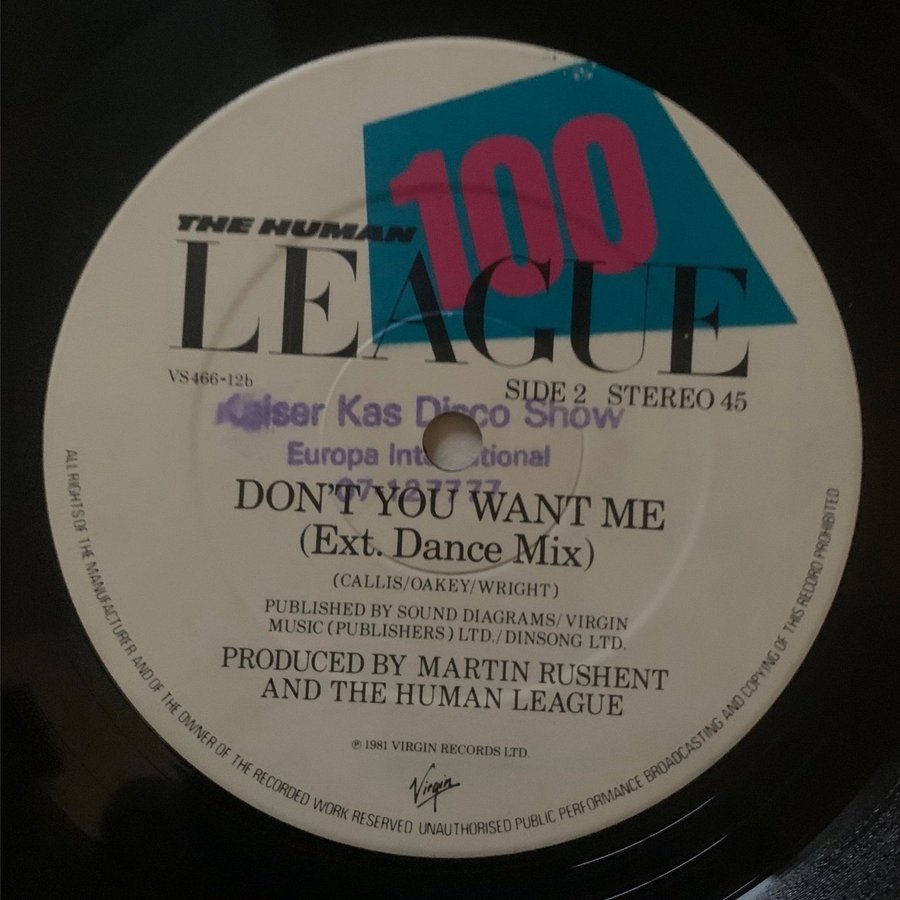 100
THE HUMAN
LEAGUE
VS466-12b
SIDE 2 STEREO 45
Kaiser Kas Disco Show
Europa International
DON'T YOU WANT ME
(Ext. Dance Mix)
(CALLIS/OAKEY/WRIGHT)
PUBLISHED BY SOUND DIAGRAMS/VIRGIN
MUSIC (PUBLISHERS) LTD./DINSONG LTD.
PRODUCED BY MARTIN RUSHENT
AND THE HUMAN LEAGUE
℗ 1981 VIRGIN RECORDS LTD.
Virgin
ALL RIGHTS OF THE MANUFACTURER AND OF THE OWNER OF THE RECORDED WORK RESERVED UNAUTHORISED PUBLIC PERFORMANCE BROADCASTING AND COPYING OF THIS RECORD PROHIBITED